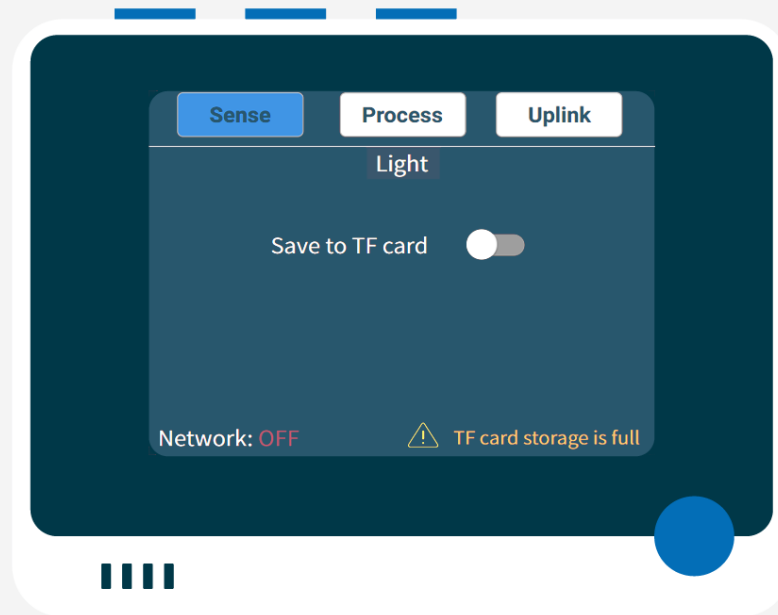 Sense Process Uplink
Light
Save to TF card
Network: OFF TF card storage is full